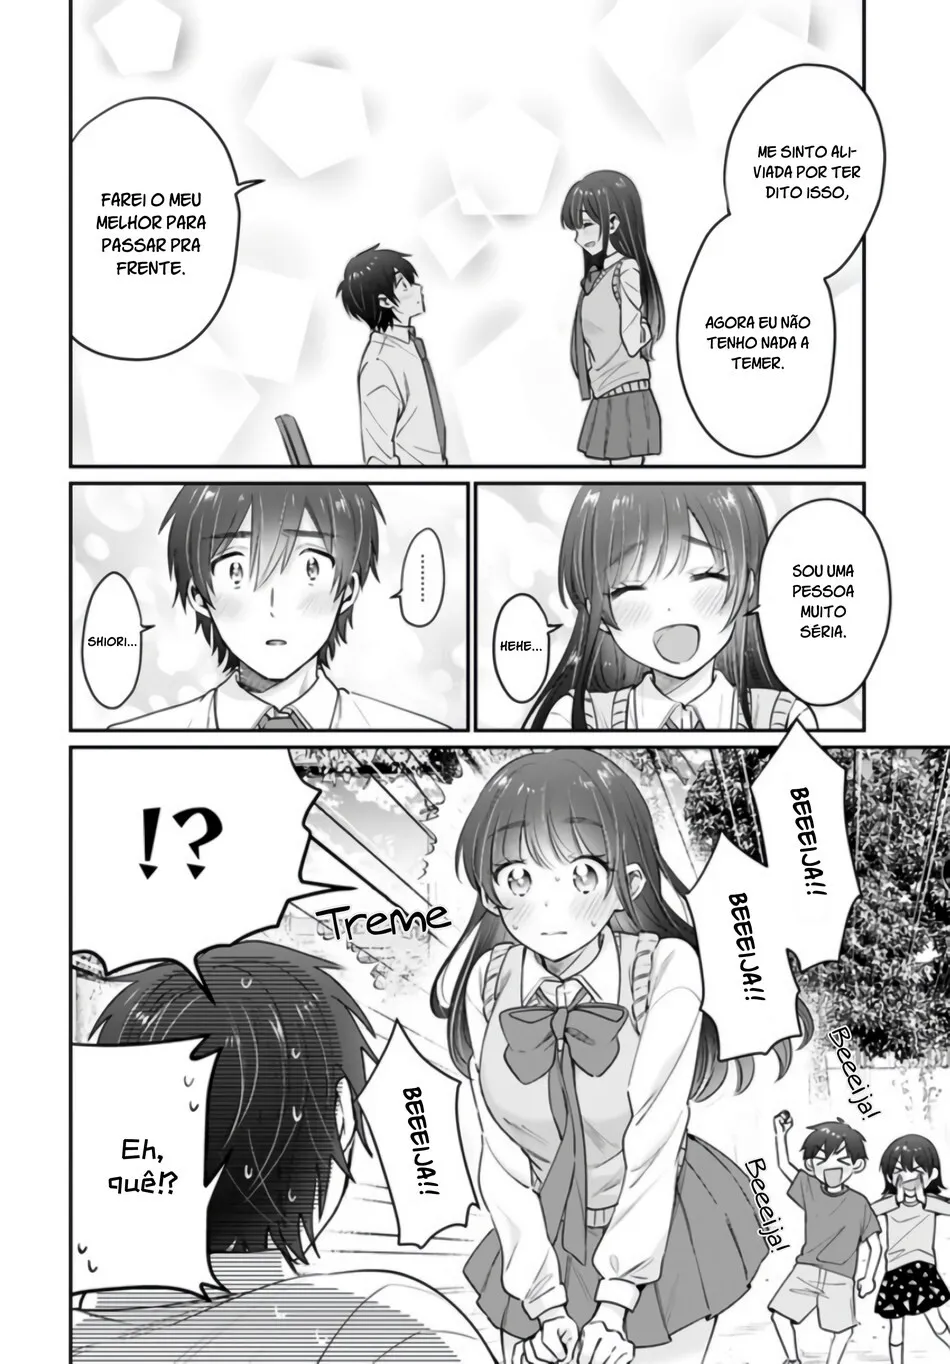 ME SINTO ALI-
VIADA POR TER
DITO ISSO,
AGORA EU NÃO
TENHO NADA A
TEMER.
FAREI O MEU
MELHOR PARA
PASSAR PRA
FRENTE.
SOU UMA
PESSOA
MUITO
SÉRIA.
HEHE...
.........
SHIORI...
BEEEIJA!!
BEEEIJA!!
!?
Treme
BEEEIJA!!
Beeeija!
Beeeija!
Eh,
quê!?